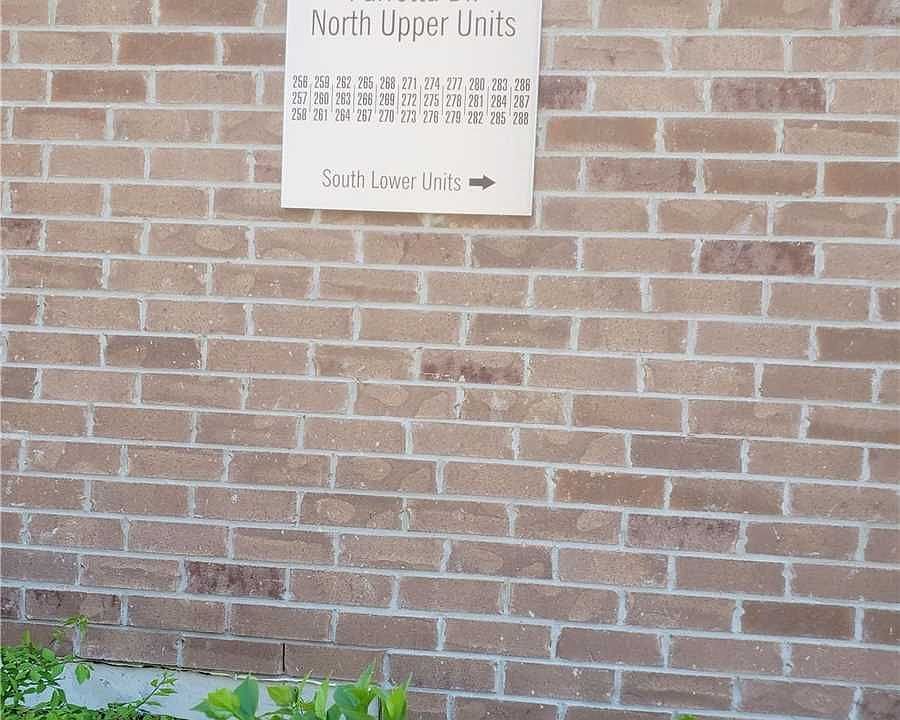 North Upper Units
256 259 262 265 268 271 274 277 280 283 286
257 260 263 266 269 272 275 278 281 284 287
258 261 264 267 270 273 276 279 282 285 288
South Lower Units